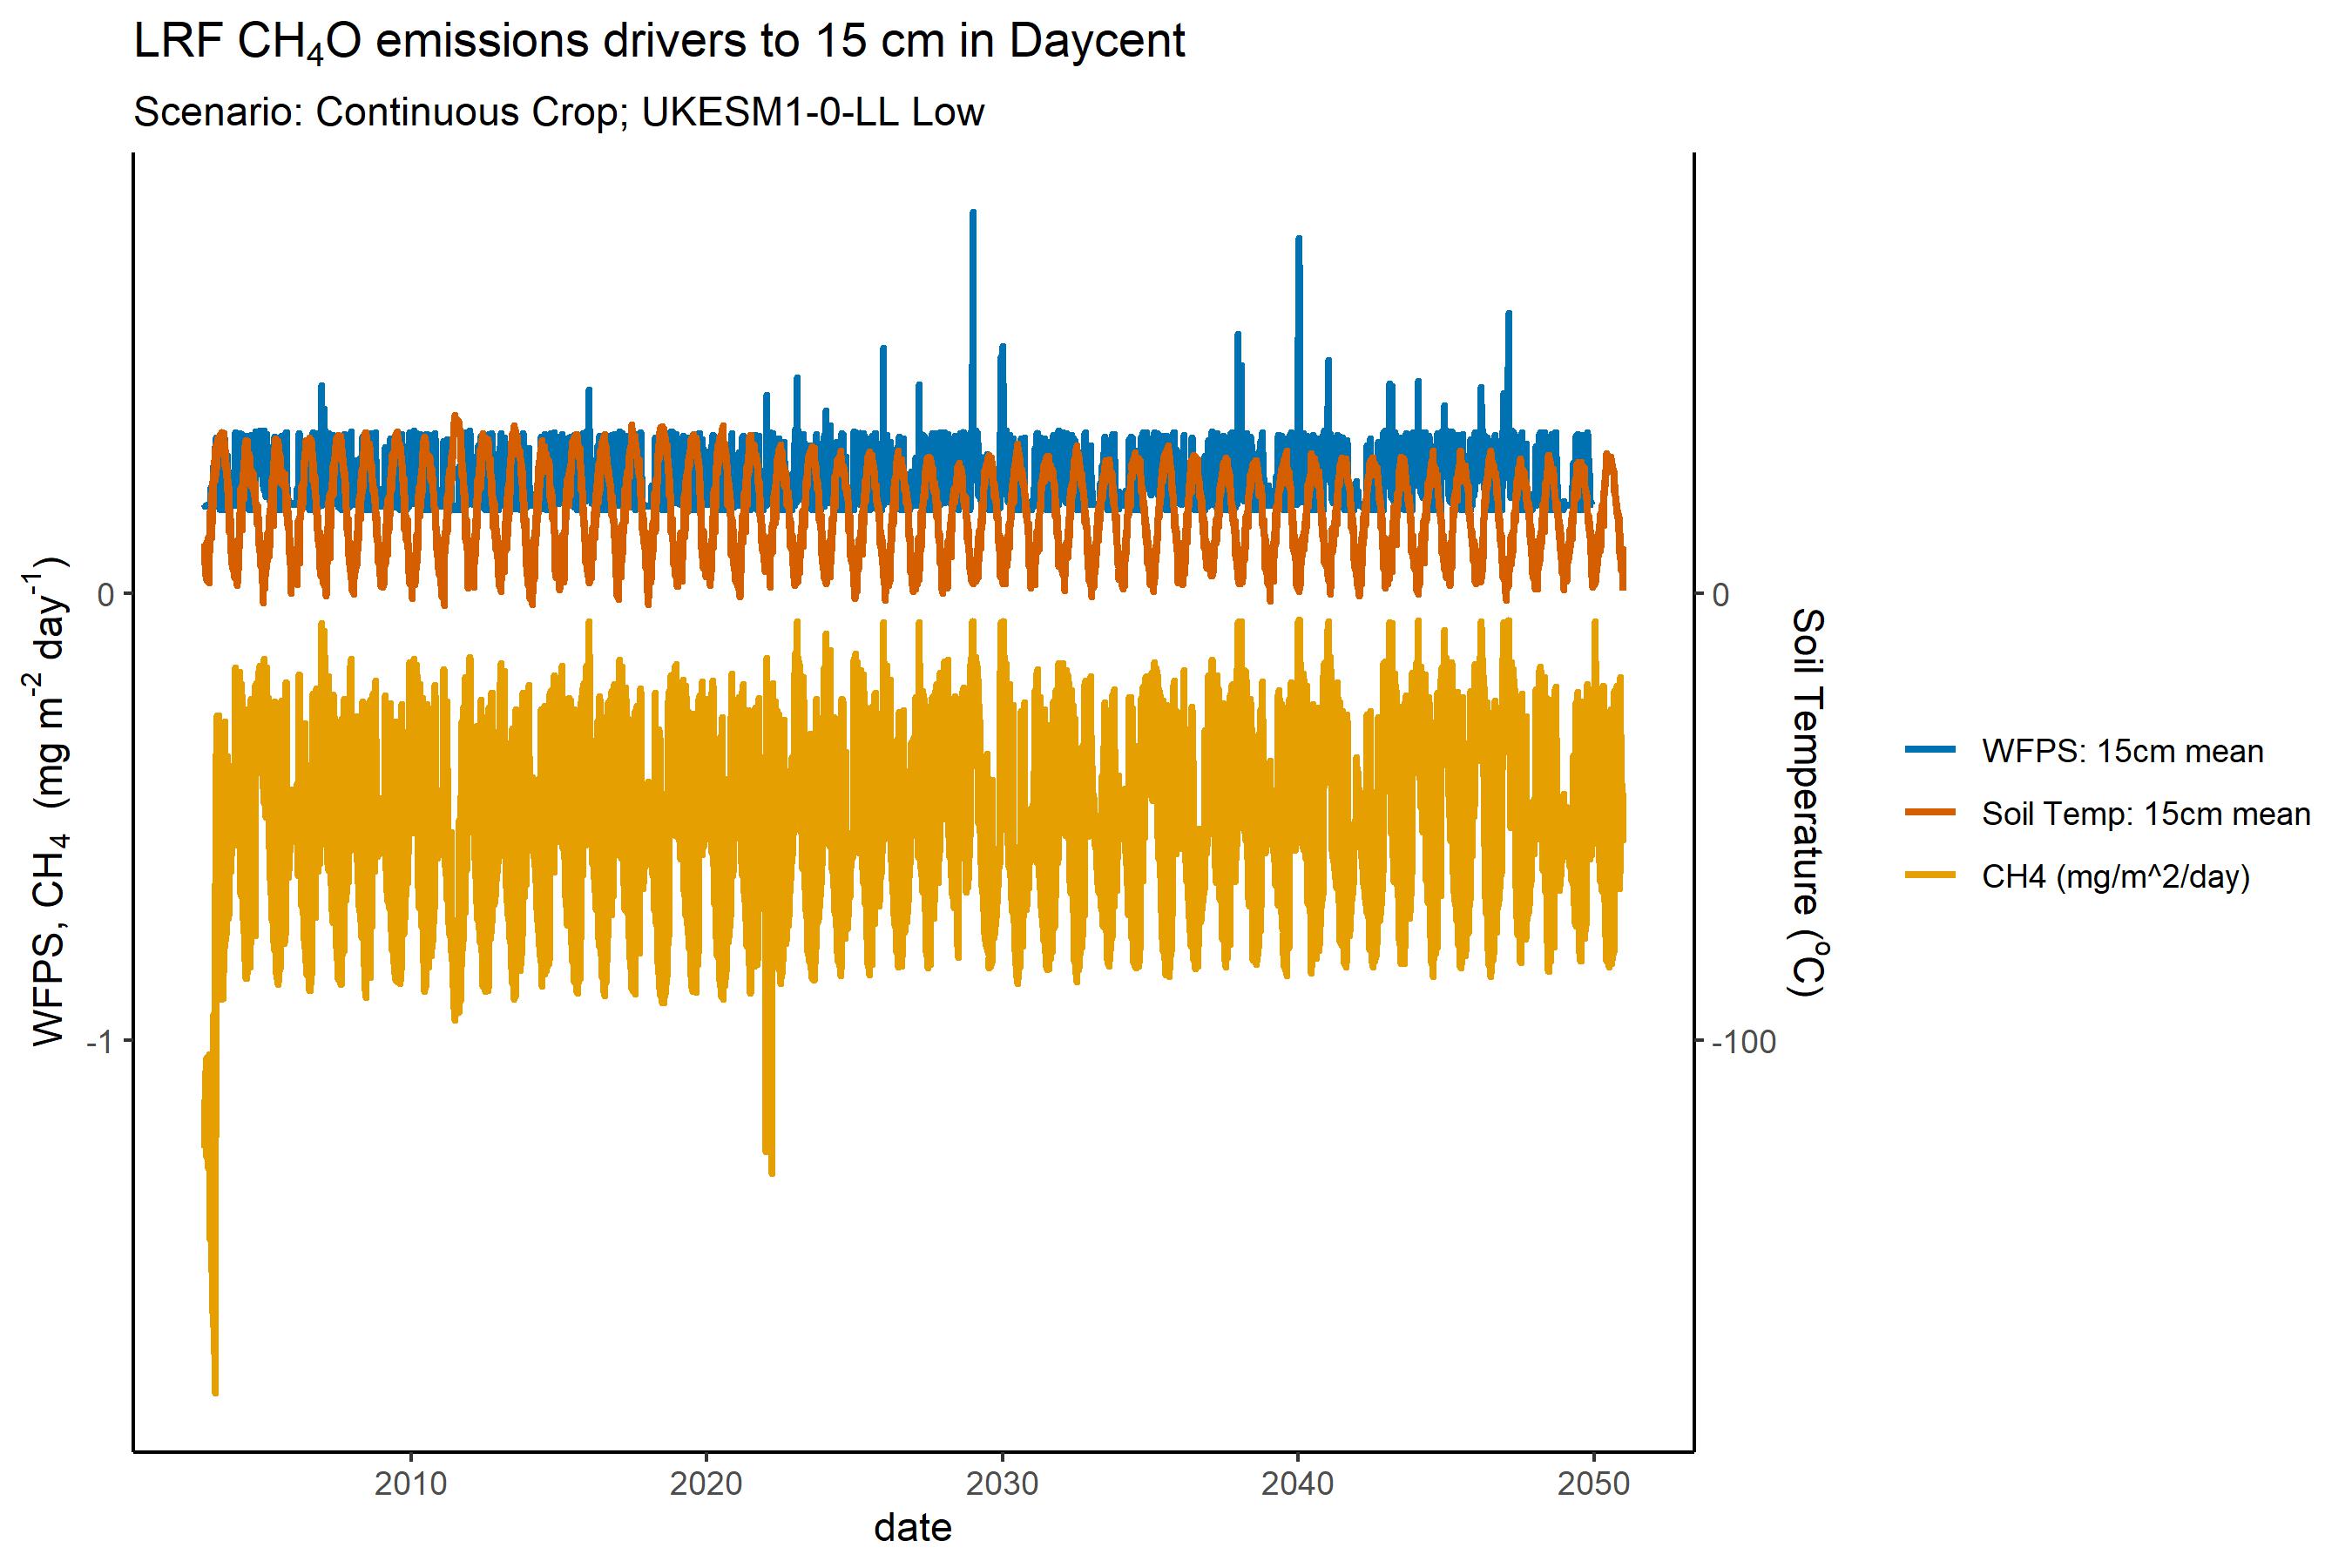 LRF CH₄O emissions drivers to 15 cm in Daycent
Scenario: Continuous Crop; UKESM1-0-LL Low
WFPS, CH₄ (mg m⁻² day⁻¹)
0
-1
0
-100
Soil Temperature (ºC)
WFPS: 15cm mean
Soil Temp: 15cm mean
CH4 (mg/m^2/day)
2010 2020 2030 2040 2050
date